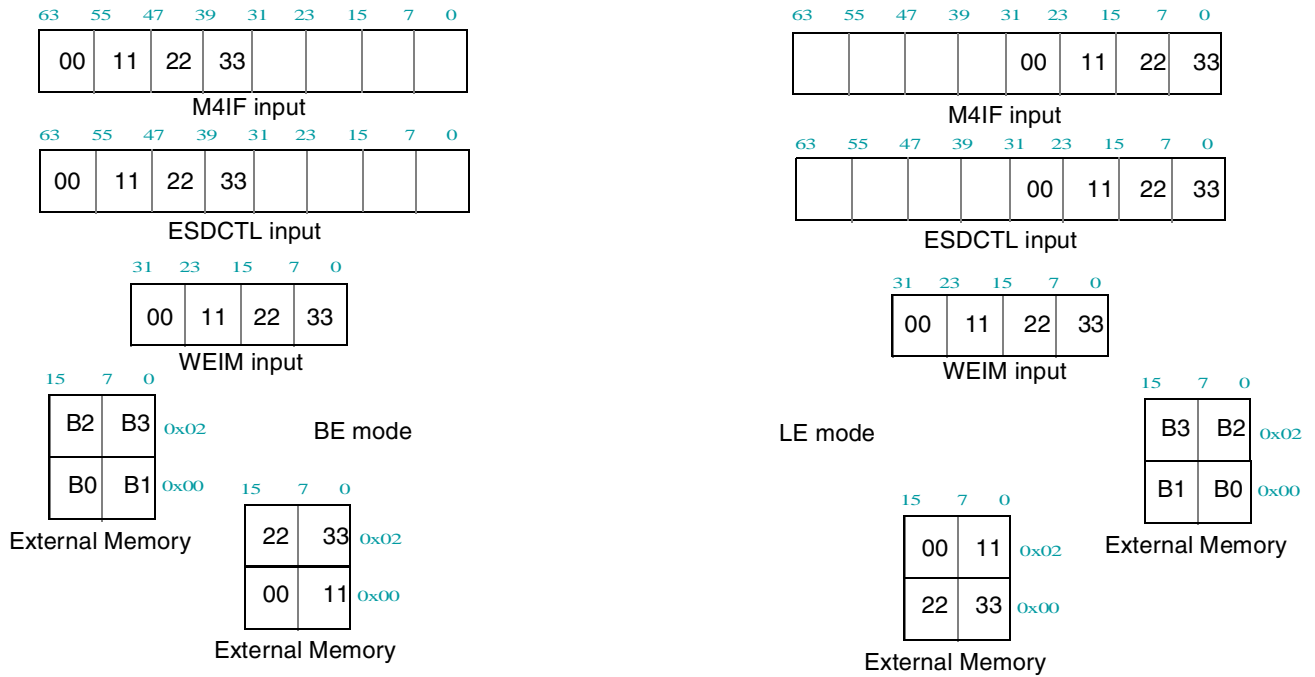 63 55 47 39 31 23 15 7 0
00 11 22 33
M4IF input
63 55 47 39 31 23 15 7 0
00 11 22 33
ESDCTL input
31 23 15 7 0
00 11 22 33
WEIM input
15 7 0
B2 B3 0x02
B0 B1 0x00
External Memory
BE mode
15 7 0
22 33 0x02
00 11 0x00
External Memory
63 55 47 39 31 23 15 7 0
00 11 22 33
M4IF input
63 55 47 39 31 23 15 7 0
00 11 22 33
ESDCTL input
31 23 15 7 0
00 11 22 33
WEIM input
LE mode
15 7 0
B3 B2 0x02
B1 B0 0x00
External Memory
15 7 0
00 11 0x02
22 33 0x00
External Memory